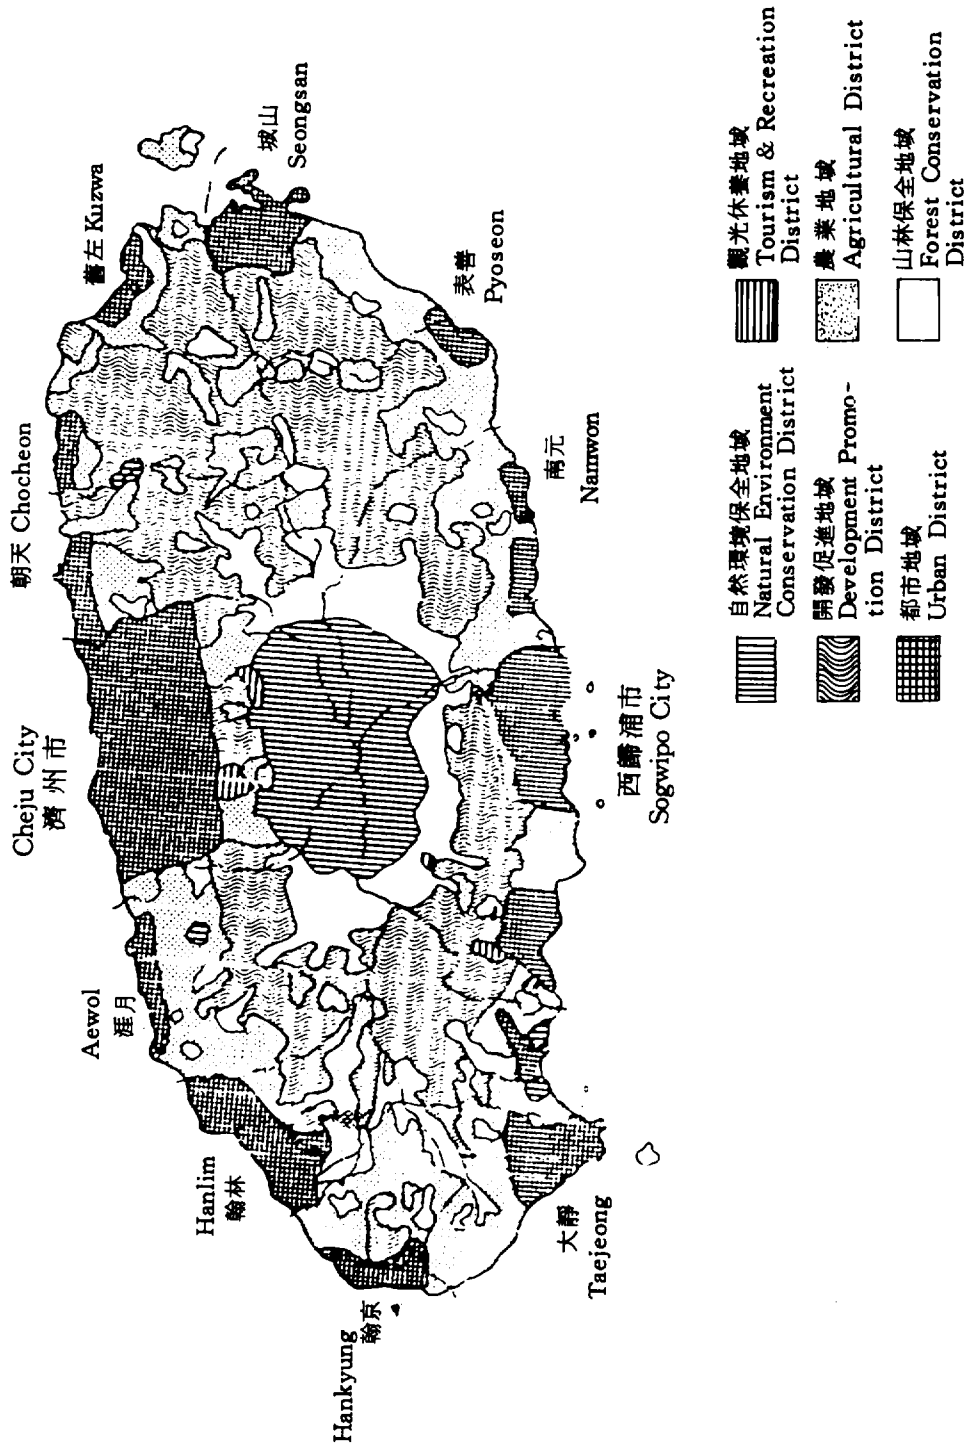 Hankyung
翰京
Hanlim
翰林
Aewol
涯月
Cheju City
濟州市
朝天 Chocheon
舊左 Kuzwa
城山
Seongsan
表善
Pyoseon
南元
Namwon
西歸浦市
Sogwipo City
大靜
Taejeong
自然環境保全地域
Natural Environment
Conservation District
開發促進地域
Development Promo-
tion District
都市地域
Urban District
觀光休養地域
Tourism & Recreation
District
農業地域
Agricultural District
山林保全地域
Forest Conservation
District